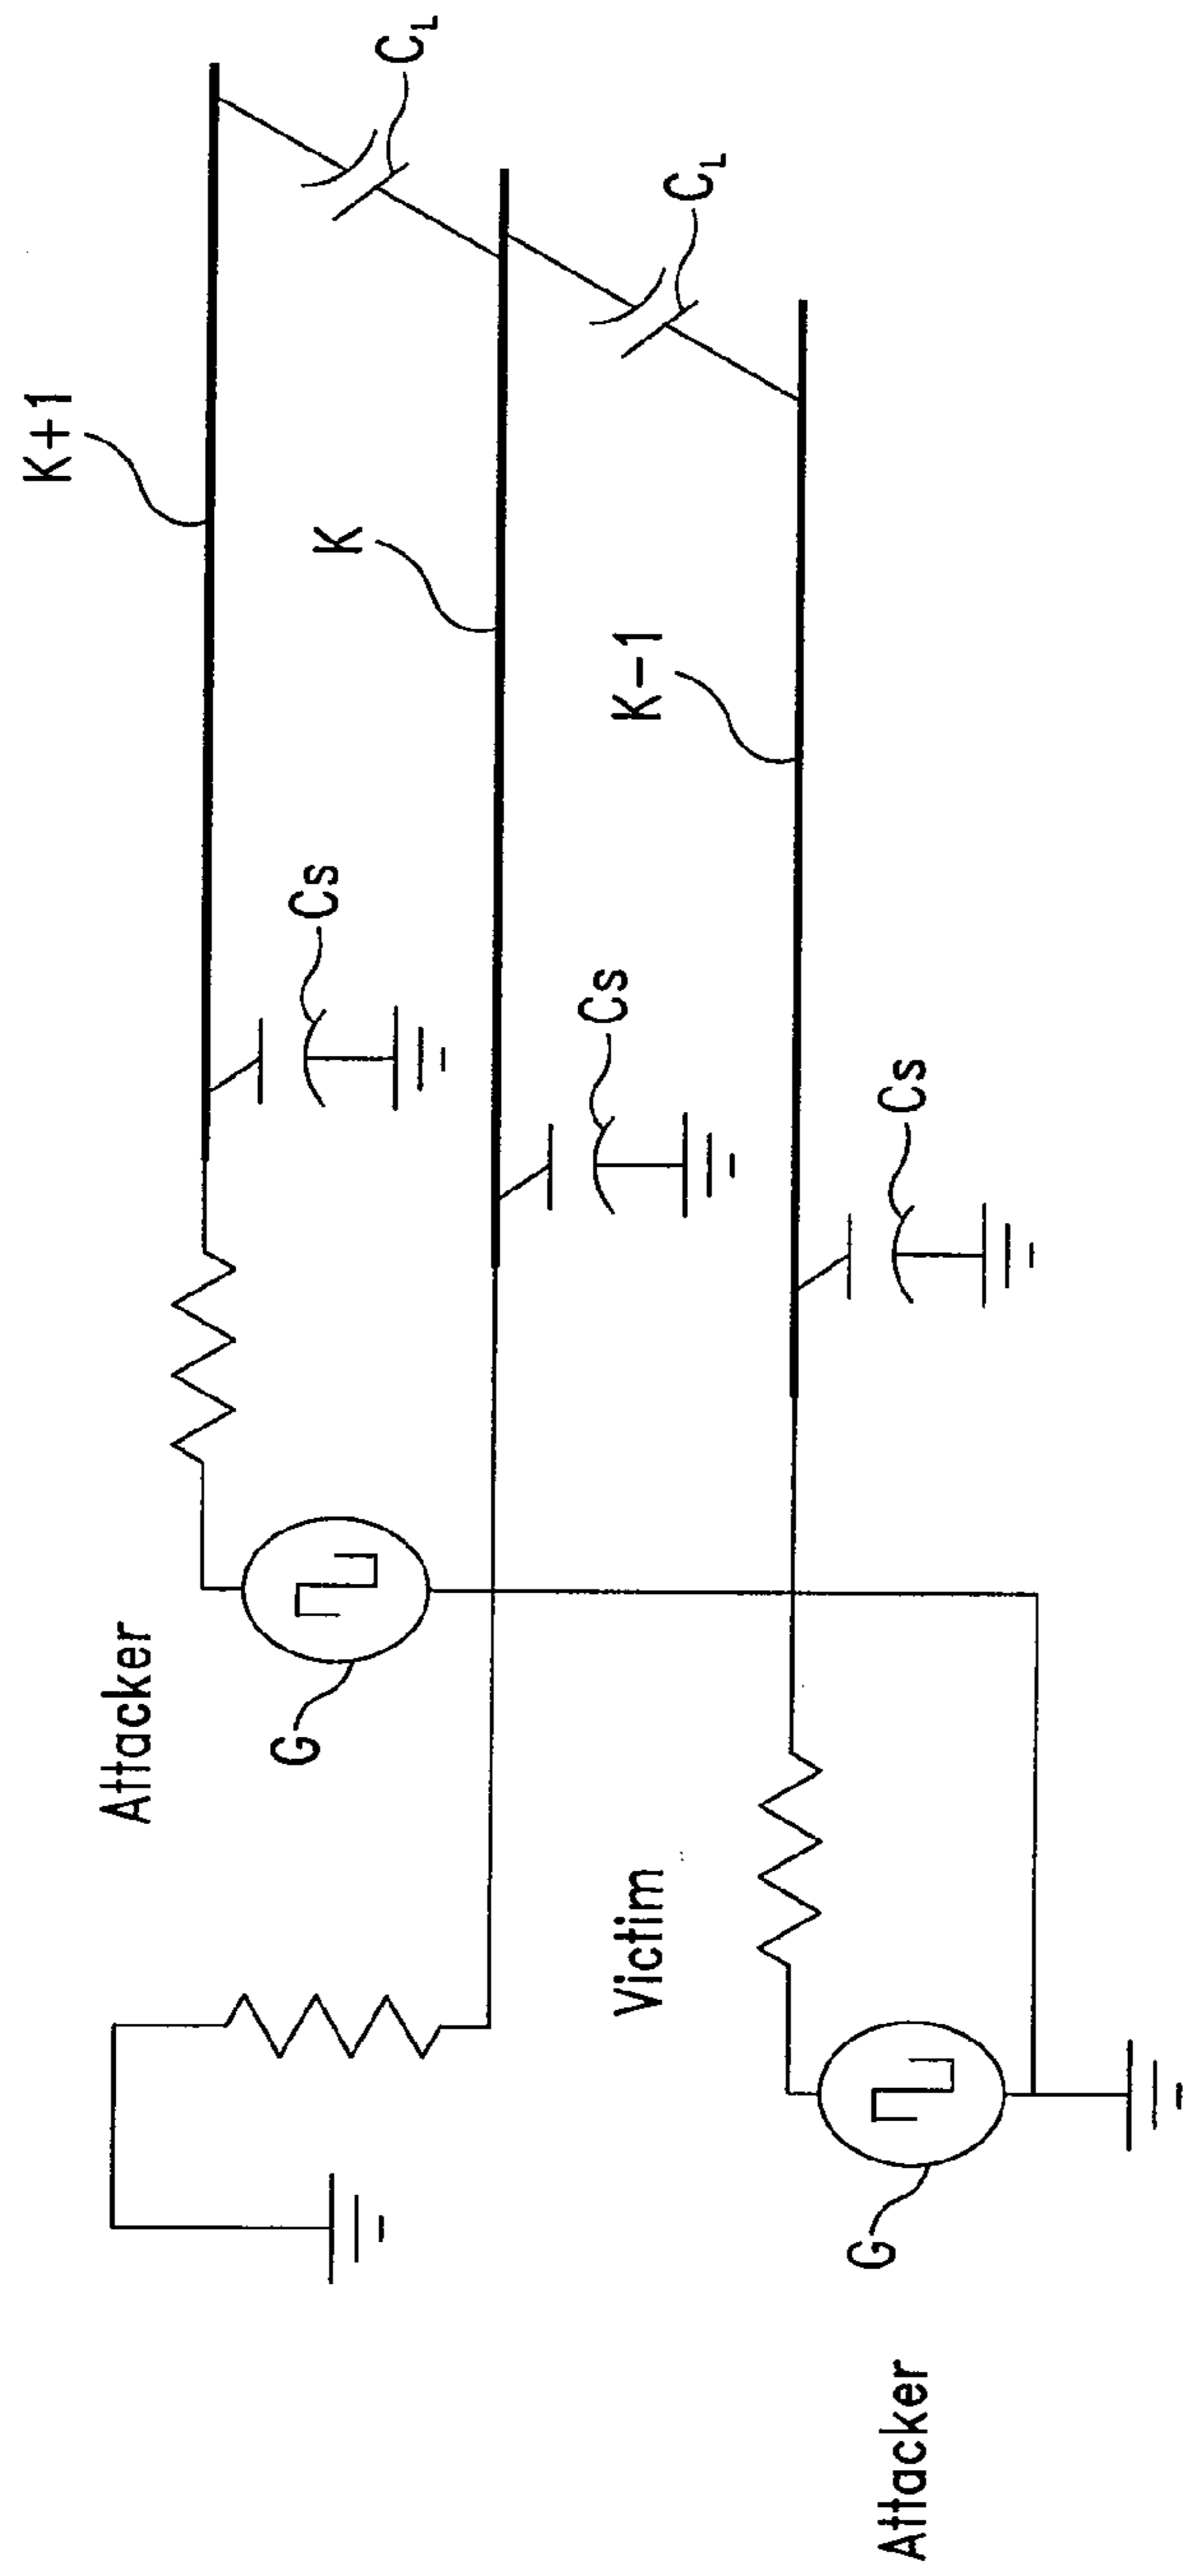 Attacker
G
Cs
K+1
C_L
Victim
Cs
K
C_L
Attacker
G
Cs
K-1